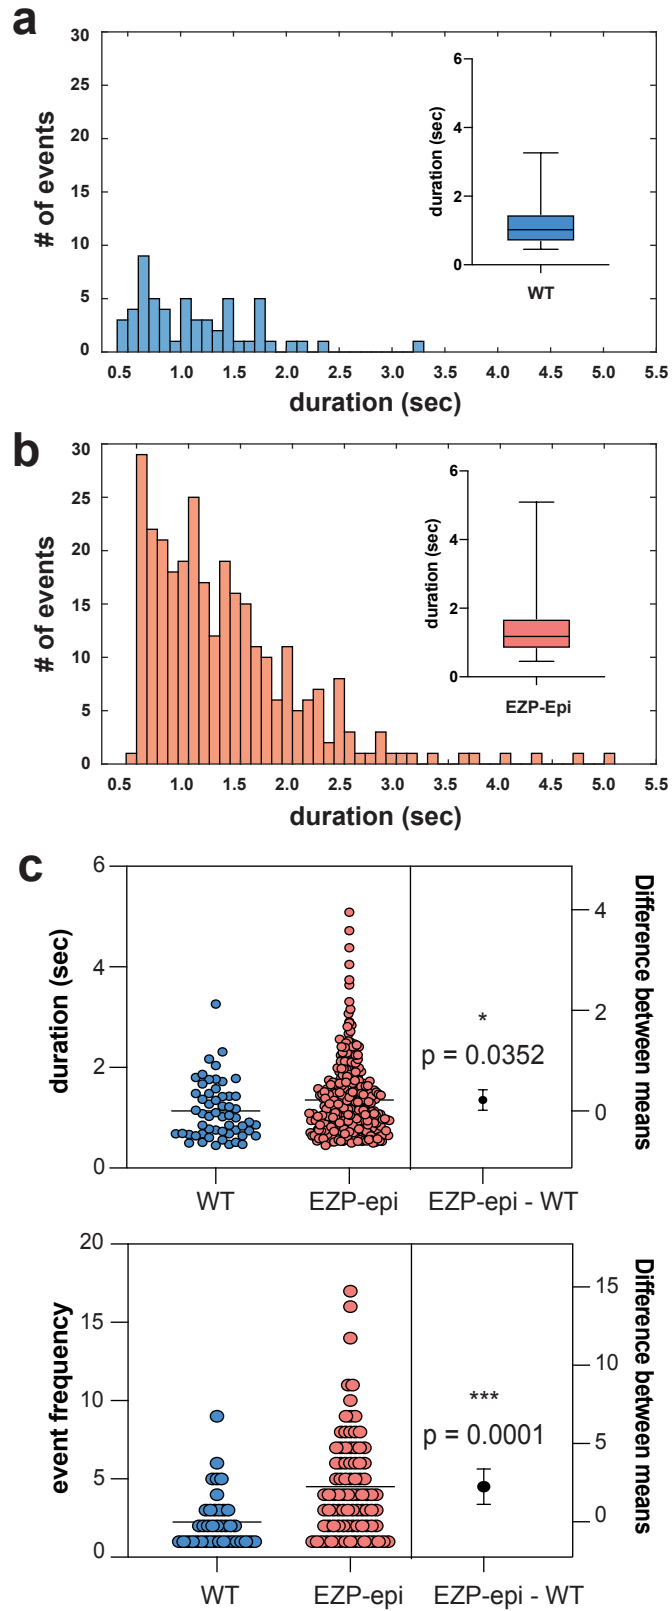 a
30
25
20
15
10
5
0
# of events
0.5 1.0 1.5 2.0 2.5 3.0 3.5 4.0 4.5 5.0 5.5
duration (sec)
6
4
2
0
duration (sec)
WT
b
30
25
20
15
10
5
0
# of events
0.5 1.0 1.5 2.0 2.5 3.0 3.5 4.0 4.5 5.0 5.5
duration (sec)
6
4
2
0
duration (sec)
EZP-Epi
c
6
4
2
0
duration (sec)
WT EZP-epi EZP-epi - WT
*
p = 0.0352
4
2
0
Difference between means
20
15
10
5
0
event frequency
WT EZP-epi EZP-epi - WT
***
p = 0.0001
15
10
5
0
Difference between means